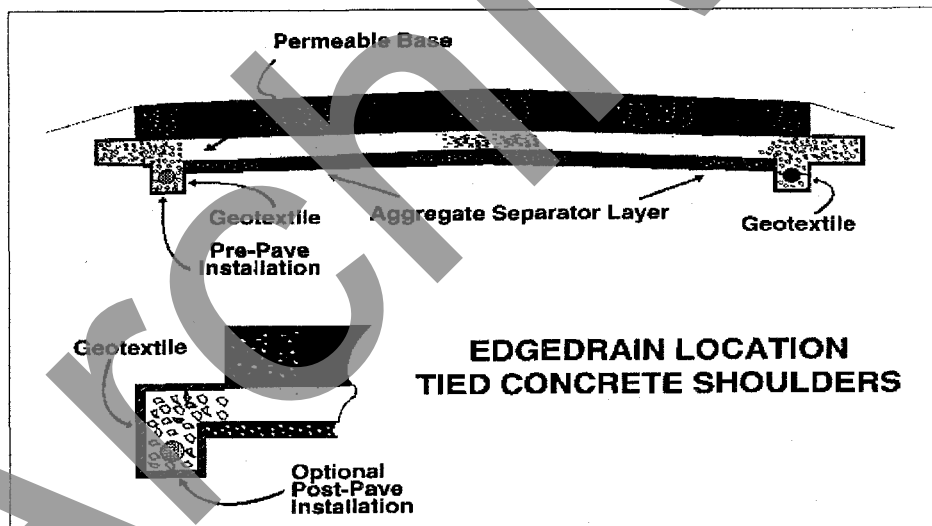 Permeable Base
Geotextile
Aggregate Separator Layer
Geotextile
Pre-Pave
Installation
Geotextile
EDGEDRAIN LOCATION
TIED CONCRETE SHOULDERS
Optional
Post-Pave
Installation